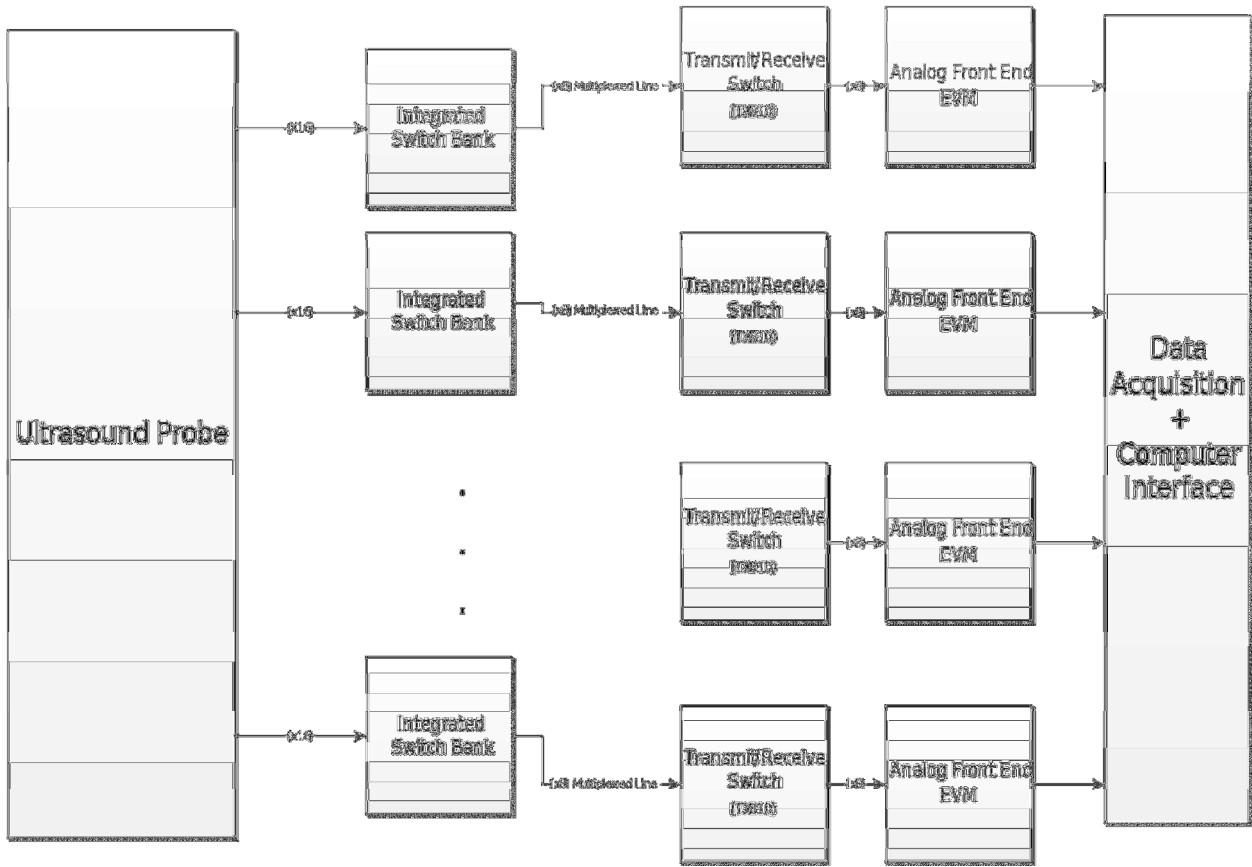 Ultrasound Probe
(x16)
Integrated
Switch Bank
(x8) Multiplexed Line
Transmit/Receive
Switch
(x8)
Analog Front End
EVM
(x16)
Integrated
Switch Bank
(x8) Multiplexed Line
Transmit/Receive
Switch
(x8)
Analog Front End
EVM
Transmit/Receive
Switch
(x8)
Analog Front End
EVM
(x16)
Integrated
Switch Bank
(x8) Multiplexed Line
Transmit/Receive
Switch
(x8)
Analog Front End
EVM
Data
Acquisition
+
Computer
Interface